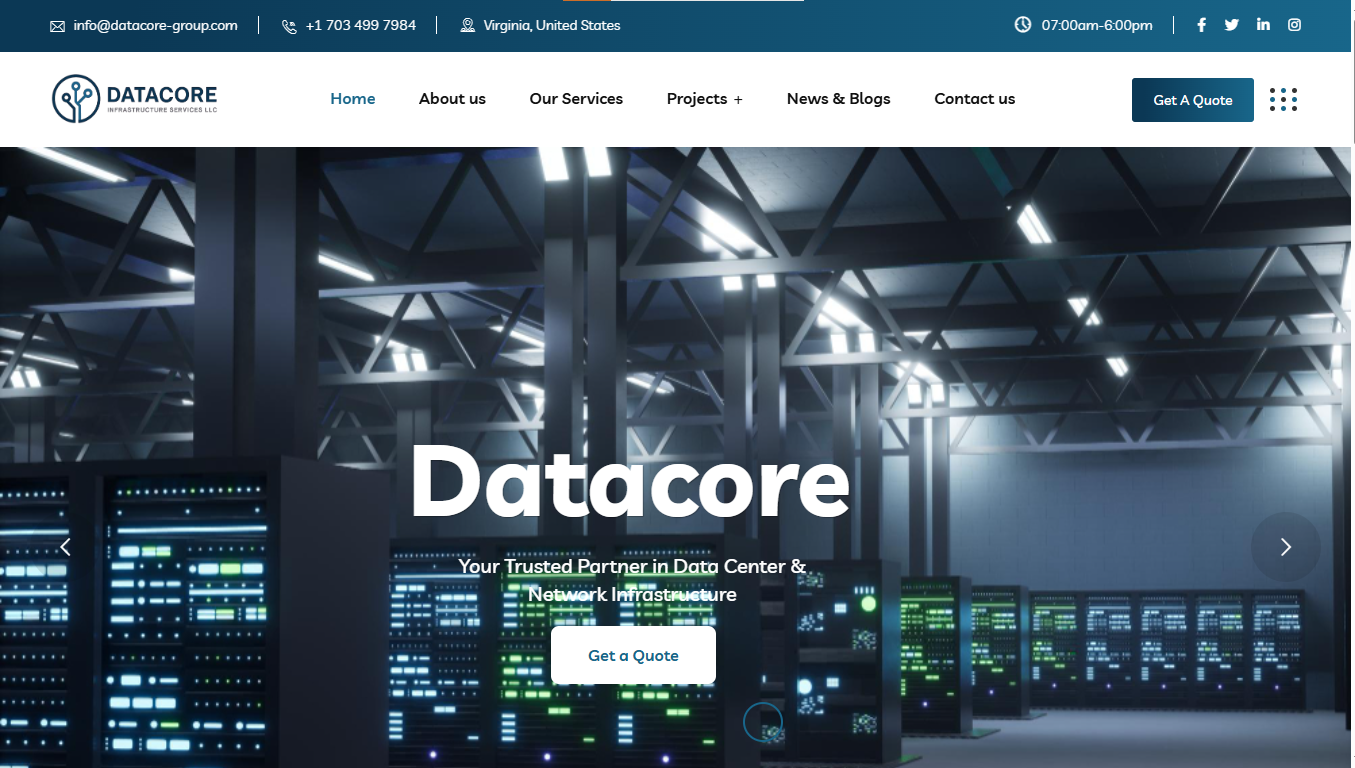 info@datacore-group.com
+1 703 499 7984
Virginia, United States
07:00am-6:00pm
DATACORE
INFRASTRUCTURE SERVICES LLC
Home
About us
Our Services
Projects +
News & Blogs
Contact us
Get A Quote
Datacore
Your Trusted Partner in Data Center &
Network Infrastructure
Get a Quote